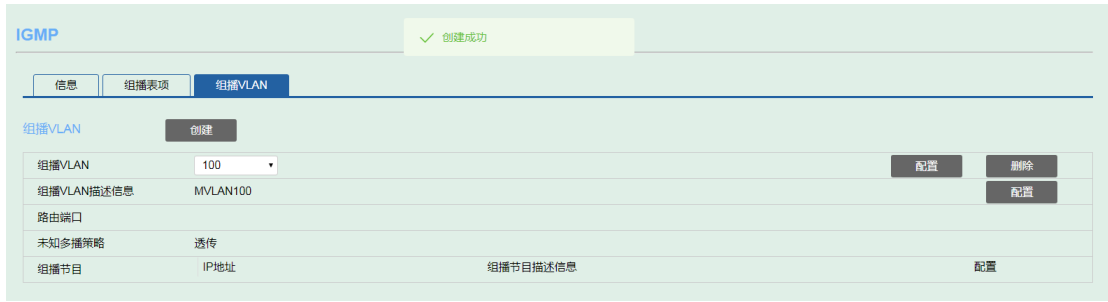 IGMP
创建成功
信息 组播表项 组播VLAN
组播VLAN 创建
组播VLAN 100 配置 删除
组播VLAN描述信息 MVLAN100 配置
路由端口
未知多播策略 透传
组播节目 IP地址 组播节目描述信息 配置